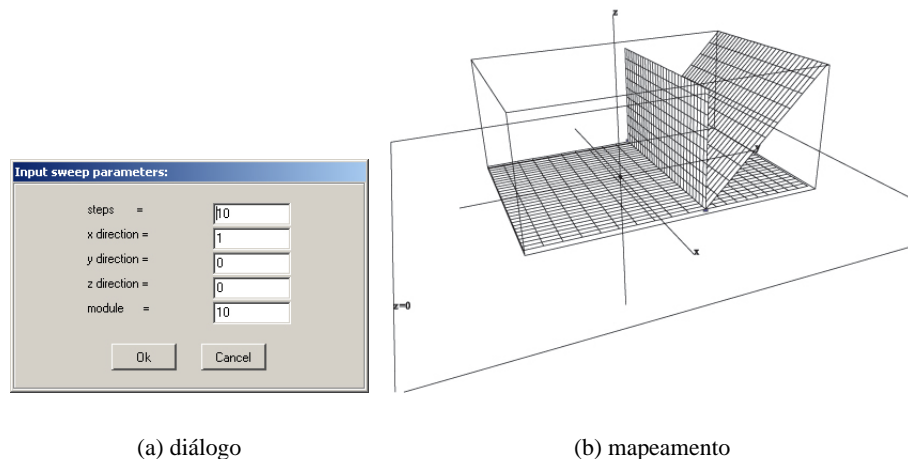 z
y
x
z=0
Input sweep parameters:
steps =
10
x direction =
1
y direction =
0
z direction =
0
module =
10
Ok
Cancel
(a) diálogo
(b) mapeamento